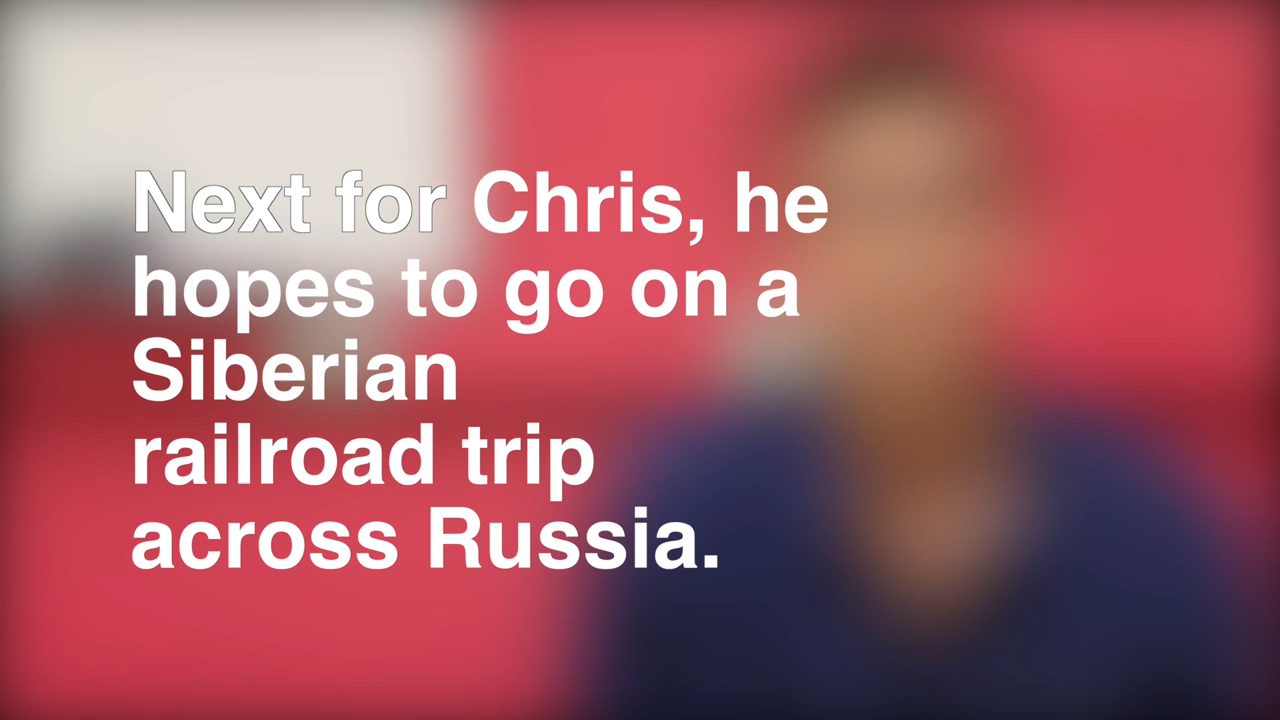 Next for Chris, he
hopes to go on a
Siberian
railroad trip
across Russia.